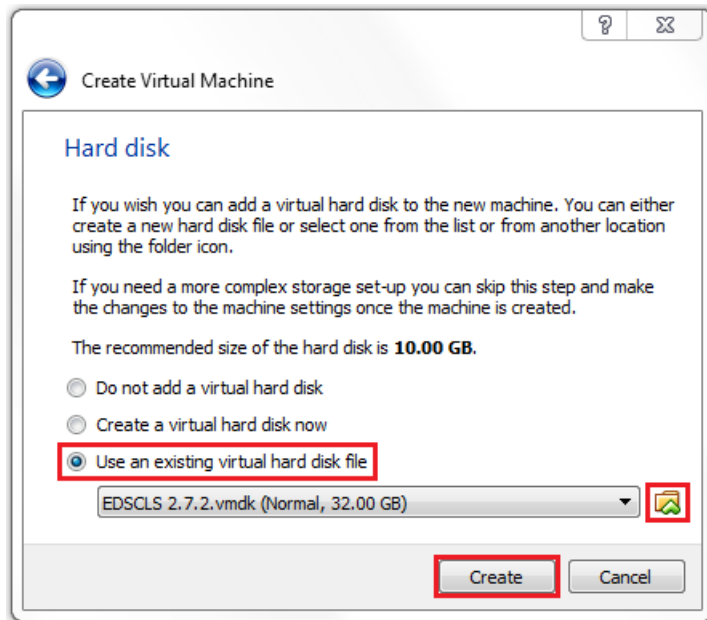 Create Virtual Machine
Hard disk
If you wish you can add a virtual hard disk to the new machine. You can either
create a new hard disk file or select one from the list or from another location
using the folder icon.
If you need a more complex storage set-up you can skip this step and make
the changes to the machine settings once the machine is created.
The recommended size of the hard disk is 10.00 GB.
Do not add a virtual hard disk
Create a virtual hard disk now
Use an existing virtual hard disk file
EDSCLS 2.7.2.vmdk (Normal, 32.00 GB)
Create Cancel